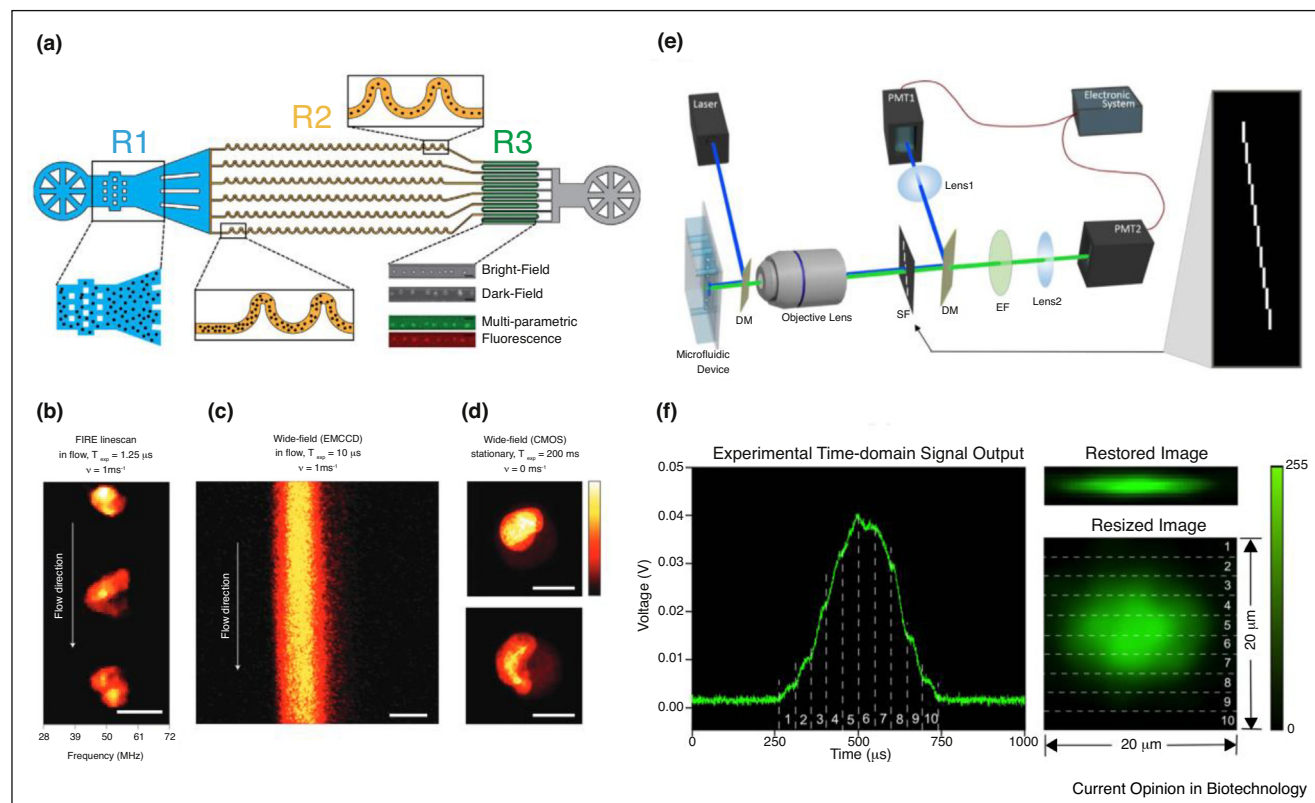 (a)
R1
R2
R3
Bright-Field
Dark-Field
Multi-parametric
Fluorescence
(b)
FIRE linescan
in flow, T exp = 1.25 μs
ν = 1ms-1
Flow direction
28 39 50 61 72
Frequency (MHz)
(c)
Wide-field (EMCCD)
in flow, T exp = 10 μs
ν = 1ms-1
Flow direction
(d)
Wide-field (CMOS)
stationary, T exp = 200 ms
ν = 0 ms-1
(e)
Laser
PMT1
Electronic
System
Lens1
PMT2
DM
Objective Lens
SF
DM
EF
Lens2
Microfluidic
Device
(f)
Experimental Time-domain Signal Output
0.05
0.04
0.03
0.02
0.01
0.00
Voltage (V)
1 2 3 4 5 6 7 8 9 10
0 250 500 750 1000
Time (μs)
Restored Image
Resized Image
1
2
3
4
5
6
7
8
9
10
20 μm
20 μm
255
0
Current Opinion in Biotechnology